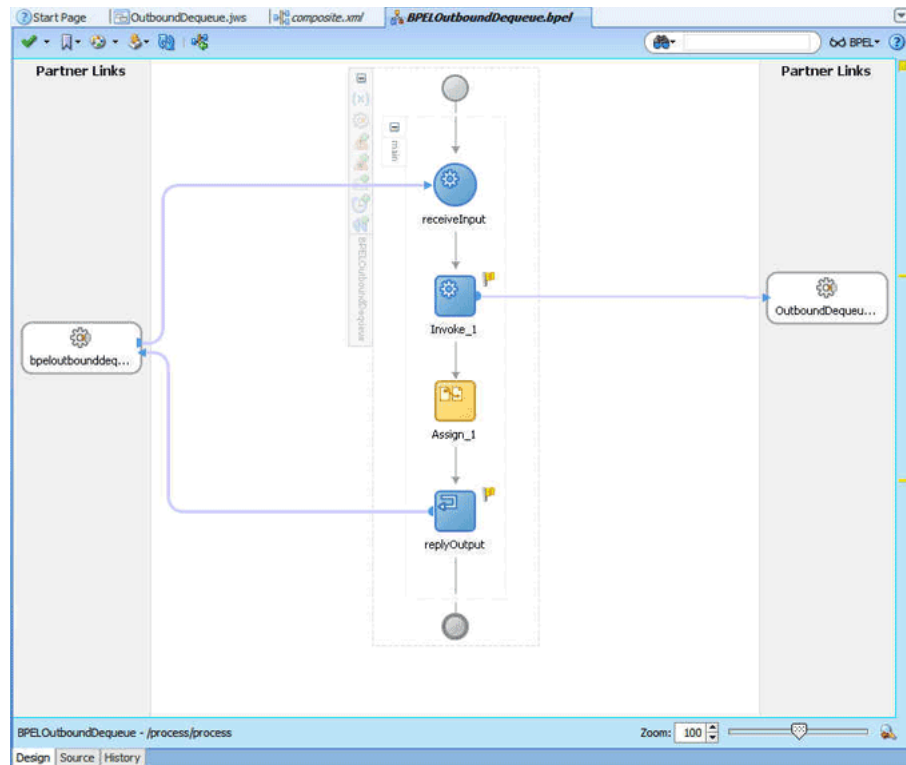 Start Page OutboundDequeue.jws composite.xml BPELOutboundDequeue.bpel
BPEL
Partner Links
Partner Links
main
BPELOutboundDequeue
receiveInput
Invoke_1
OutboundDequeu...
bpeloutbounddeq...
Assign_1
replyOutput
BPELOutboundDequeue - /process/process
Zoom: 100
Design Source History